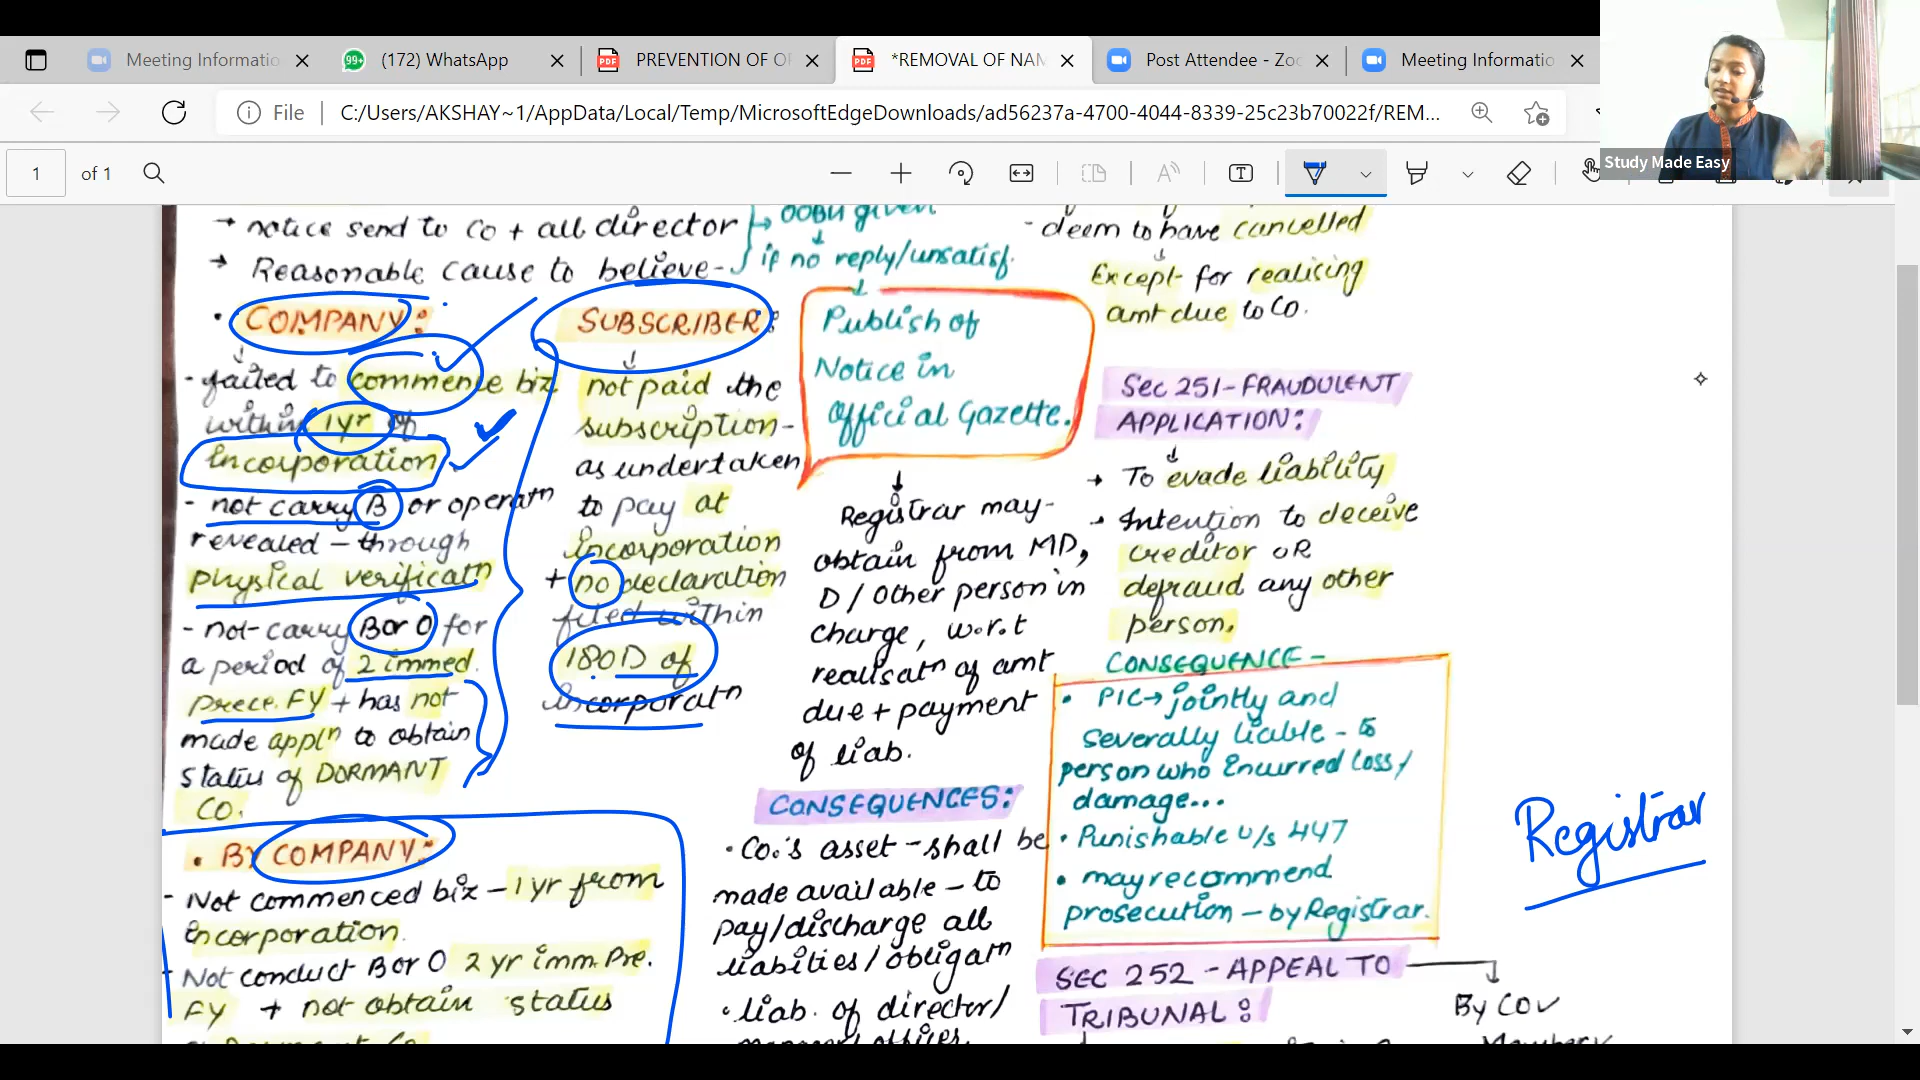 Meeting Informatio
(172) WhatsApp
PREVENTION OF OP
*REMOVAL OF NAM
Post Attendee - Zoo
Meeting Informatio
File
C:/Users/AKSHAY~1/AppData/Local/Temp/MicrosoftEdgeDownloads/ad56237a-4700-4044-8339-25c23b70022f/REM...
Study Made Easy
1 of 1
→ notice send to Co + all director
→ Reasonable cause to believe-
• COMPANY:
- failed to commence biz
within 1yr of
incorporation
- not carry B or operatn
revealed - through
physical verificatn
- not carry B or O for
a period of 2 immed.
prece. FY + has not
made appln to obtain
status of DORMANT
CO.
• BY COMPANY:
- Not commenced biz - 1 yr from
incorporation.
- Not conduct B or O 2 yr imm. Pre.
FY + not obtain status
SUBSCRIBER:
not paid the
subscription-
as undertaken
to pay at
incorporation
+ no declaration
filed within
180D of
incorporatn
→ OOBH given
if no reply/unsatisf.
Publish of
Notice in
official Gazette.
Registrar may-
obtain from MD,
D / other person in
charge, w.r.t
realisatn of amt
due + payment
of liab.
CONSEQUENCES:
• Co.'s asset - shall be
made available - to
pay/discharge all
liabities / obligatn
• liab. of director/
- deem to have cancelled
Except for realising
amt due to Co.
Sec 251 - FRAUDULENT
APPLICATION:
→ To evade liability
→ Intention to deceive
creditor OR
defraud any other
person.
CONSEQUENCE -
• PIC → jointly and
severally liable - to
person who incurred loss/
damage...
• Punishable u/s 447
• may recommend
prosecution - by Registrar.
SEC 252 - APPEAL TO
TRIBUNAL:
By Co
Registrar